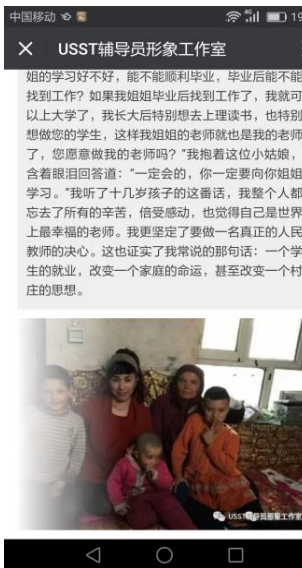 中国移动
19
USST辅导员形象工作室
姐的学习好不好，能不能顺利毕业，毕业后能不能
找到工作？如果我姐姐毕业后找到工作了，我就可
以上大学了，我长大后特别想去上理读书，也特别
想做您的学生，这样我姐姐的老师就也是我的老师
了，您愿意做我的老师吗？”我抱着这位小姑娘，
含着眼泪回答道：“一定会的，你一定要向你姐姐
学习。”我听了十几岁孩子的这番话，我整个人都
忘去了所有的辛苦，倍受感动，也觉得自己是世界
上最幸福的老师。我更坚定了要做一名真正的人民
教师的决心。这也证实了我常说的那句话：一个学
生的就业，改变一个家庭的命运，甚至改变一个村
庄的思想。
USST辅导员形象工作室